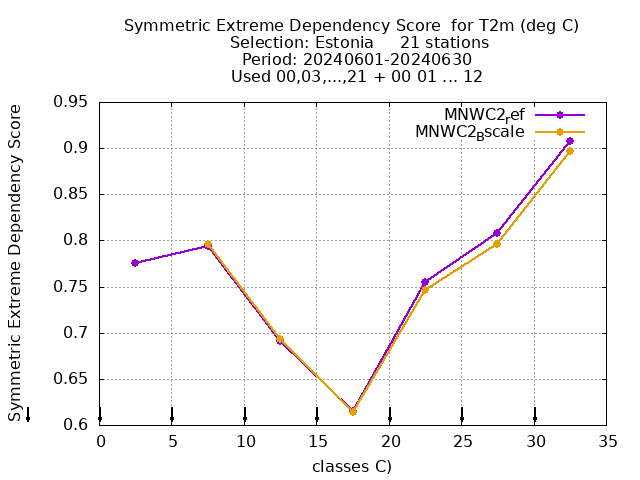 Symmetric Extreme Dependency Score  for T2m (deg C)
Selection: Estonia     21 stations
Period: 20240601-20240630
Used 00,03,...,21 + 00 01 ... 12
Symmetric Extreme Dependency Score
0.95
0.9
0.85
0.8
0.75
0.7
0.65
0.6
MNWC2ref
MNWC2Bscale
0 5 10 15 20 25 30 35
classes C)